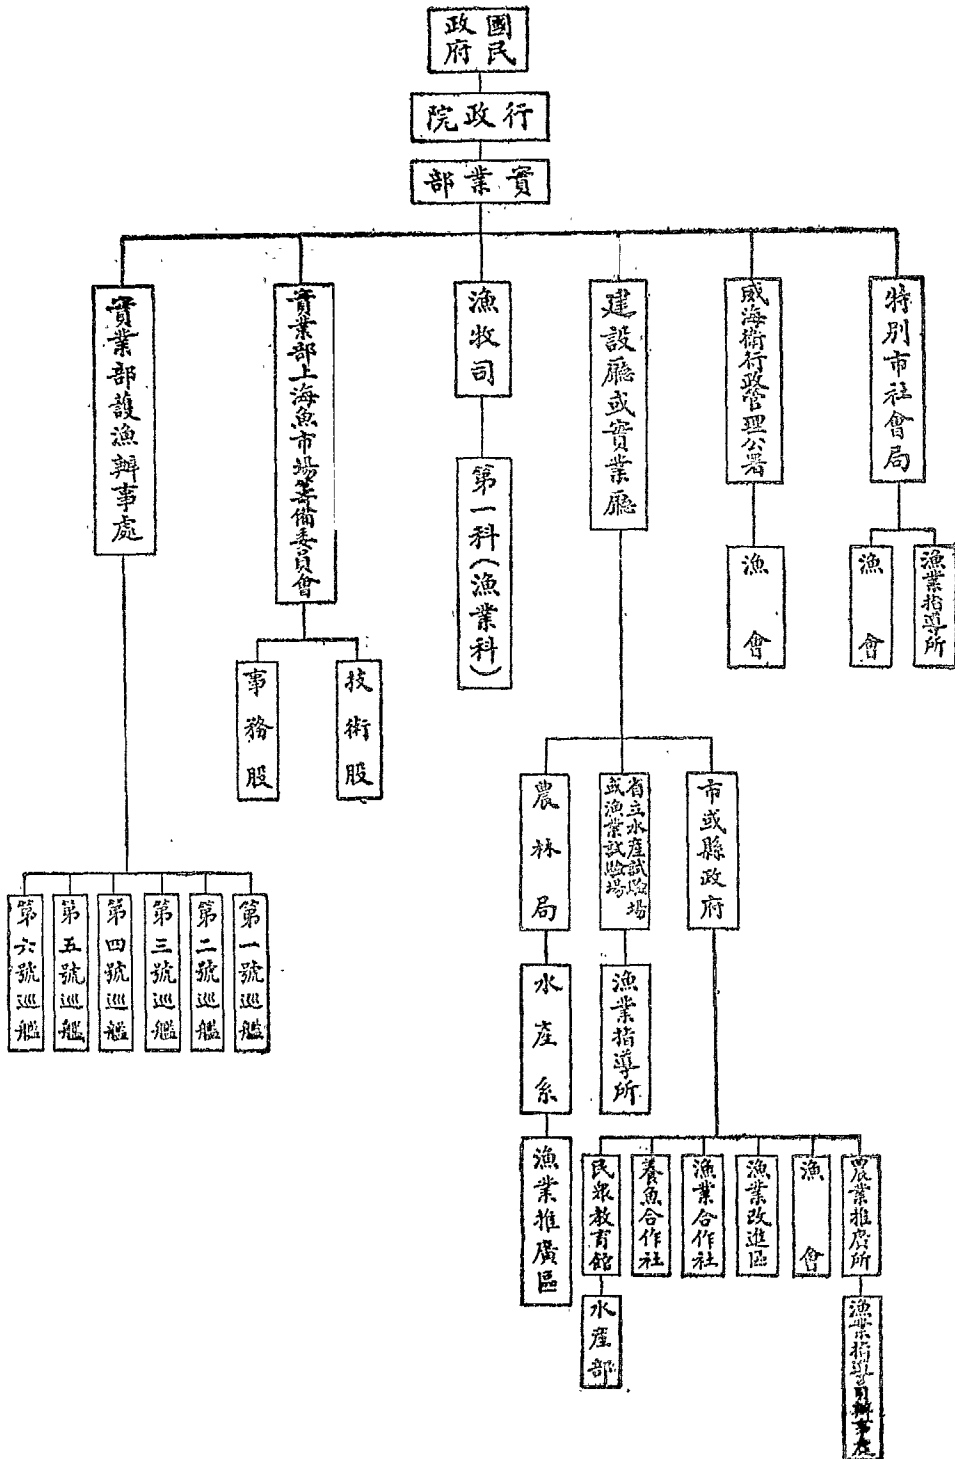 國民
政府
行政院
實業部
特別市社會局
威海衛行政管理公署
建設廳或實業廳
漁牧司
實業部上海魚市場籌備委員會
實業部護漁辦事處
漁業指導所
漁會
漁會
第一科(漁業科)
技術股
事務股
市或縣政府
省立水產試驗場
或漁業試驗場
農林局
第一號巡艦
第二號巡艦
第三號巡艦
第四號巡艦
第五號巡艦
第六號巡艦
漁業指導所
水產系
農業推廣所
漁會
漁業改進區
漁業合作社
養魚合作社
民眾教育館
漁業推廣區
漁業指導員辦事處
水產部